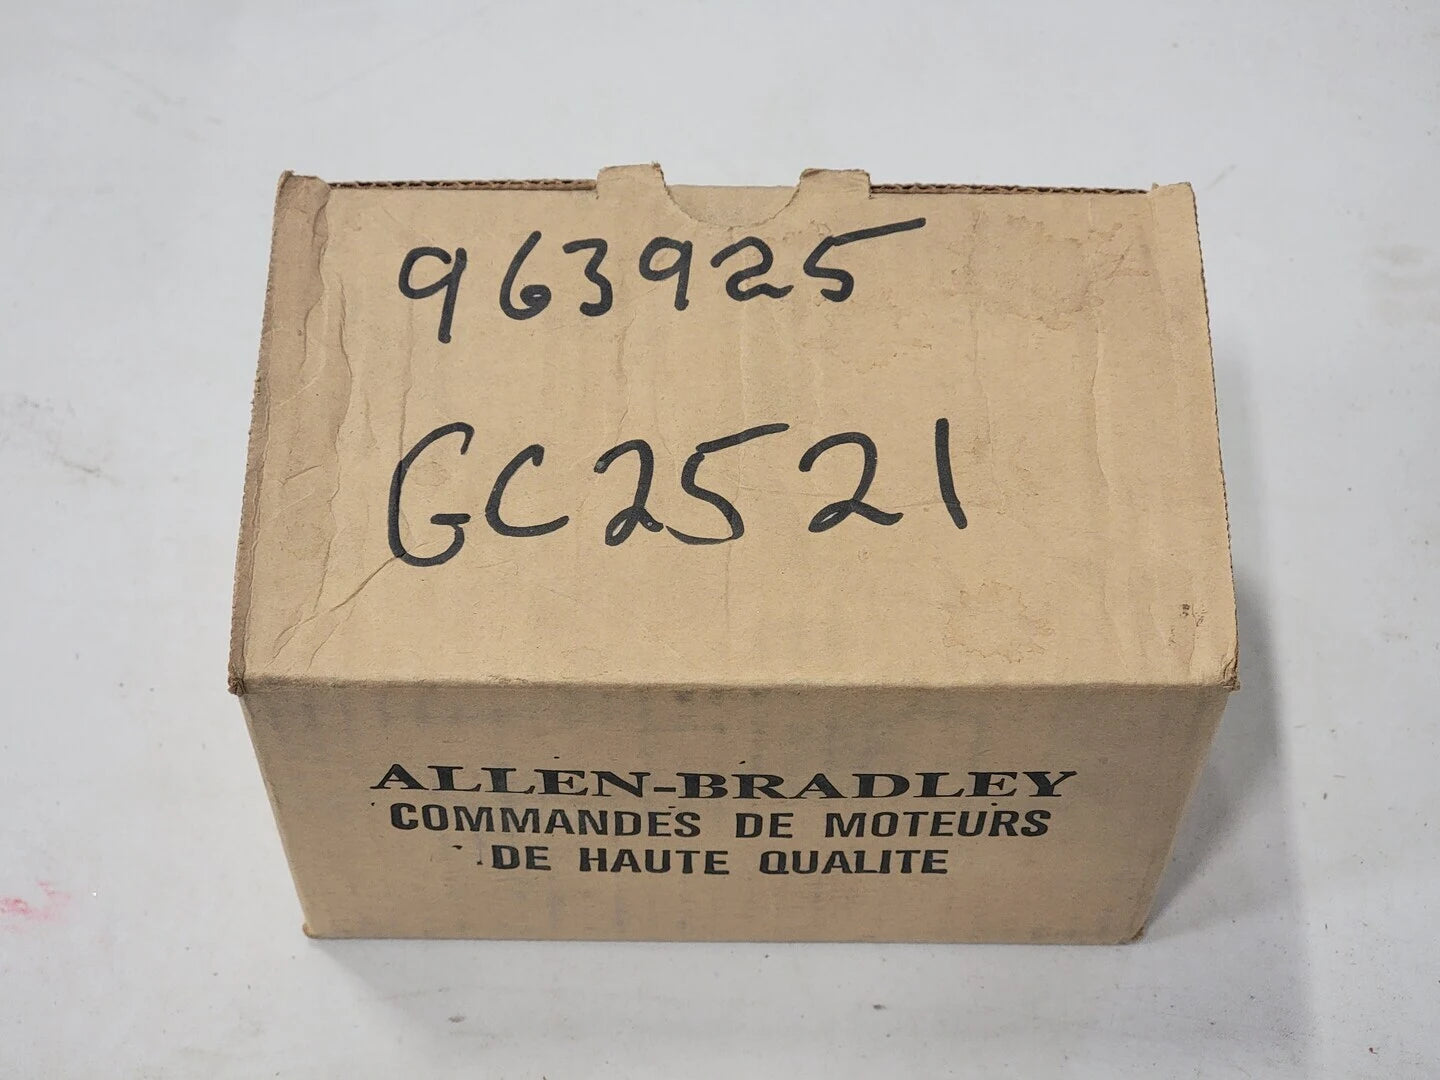 963925
GC2521
ALLEN-BRADLEY
COMMANDES DE MOTEURS
DE HAUTE QUALITE